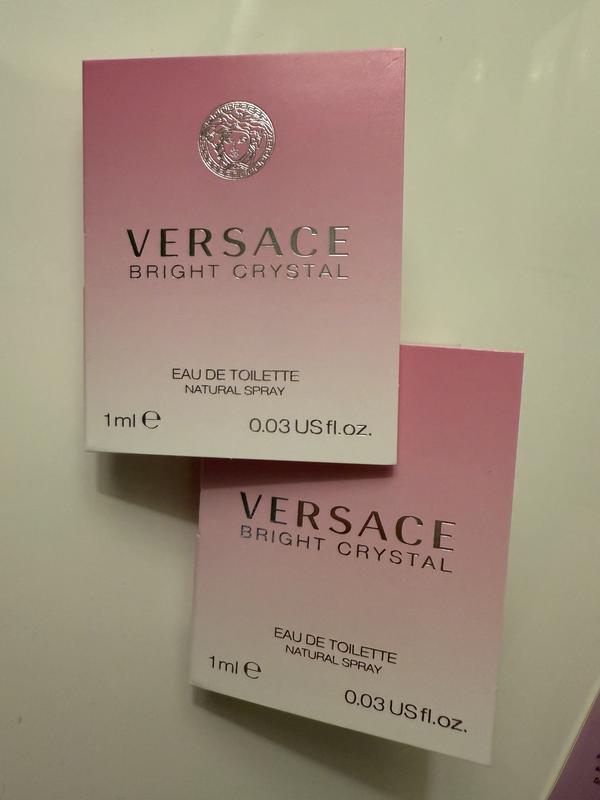 VERSACE
BRIGHT CRYSTAL
EAU DE TOILETTE
NATURAL SPRAY
1ml ℮
0.03 US fl.oz.
VERSACE
BRIGHT CRYSTAL
EAU DE TOILETTE
NATURAL SPRAY
1ml ℮
0.03 US fl.oz.